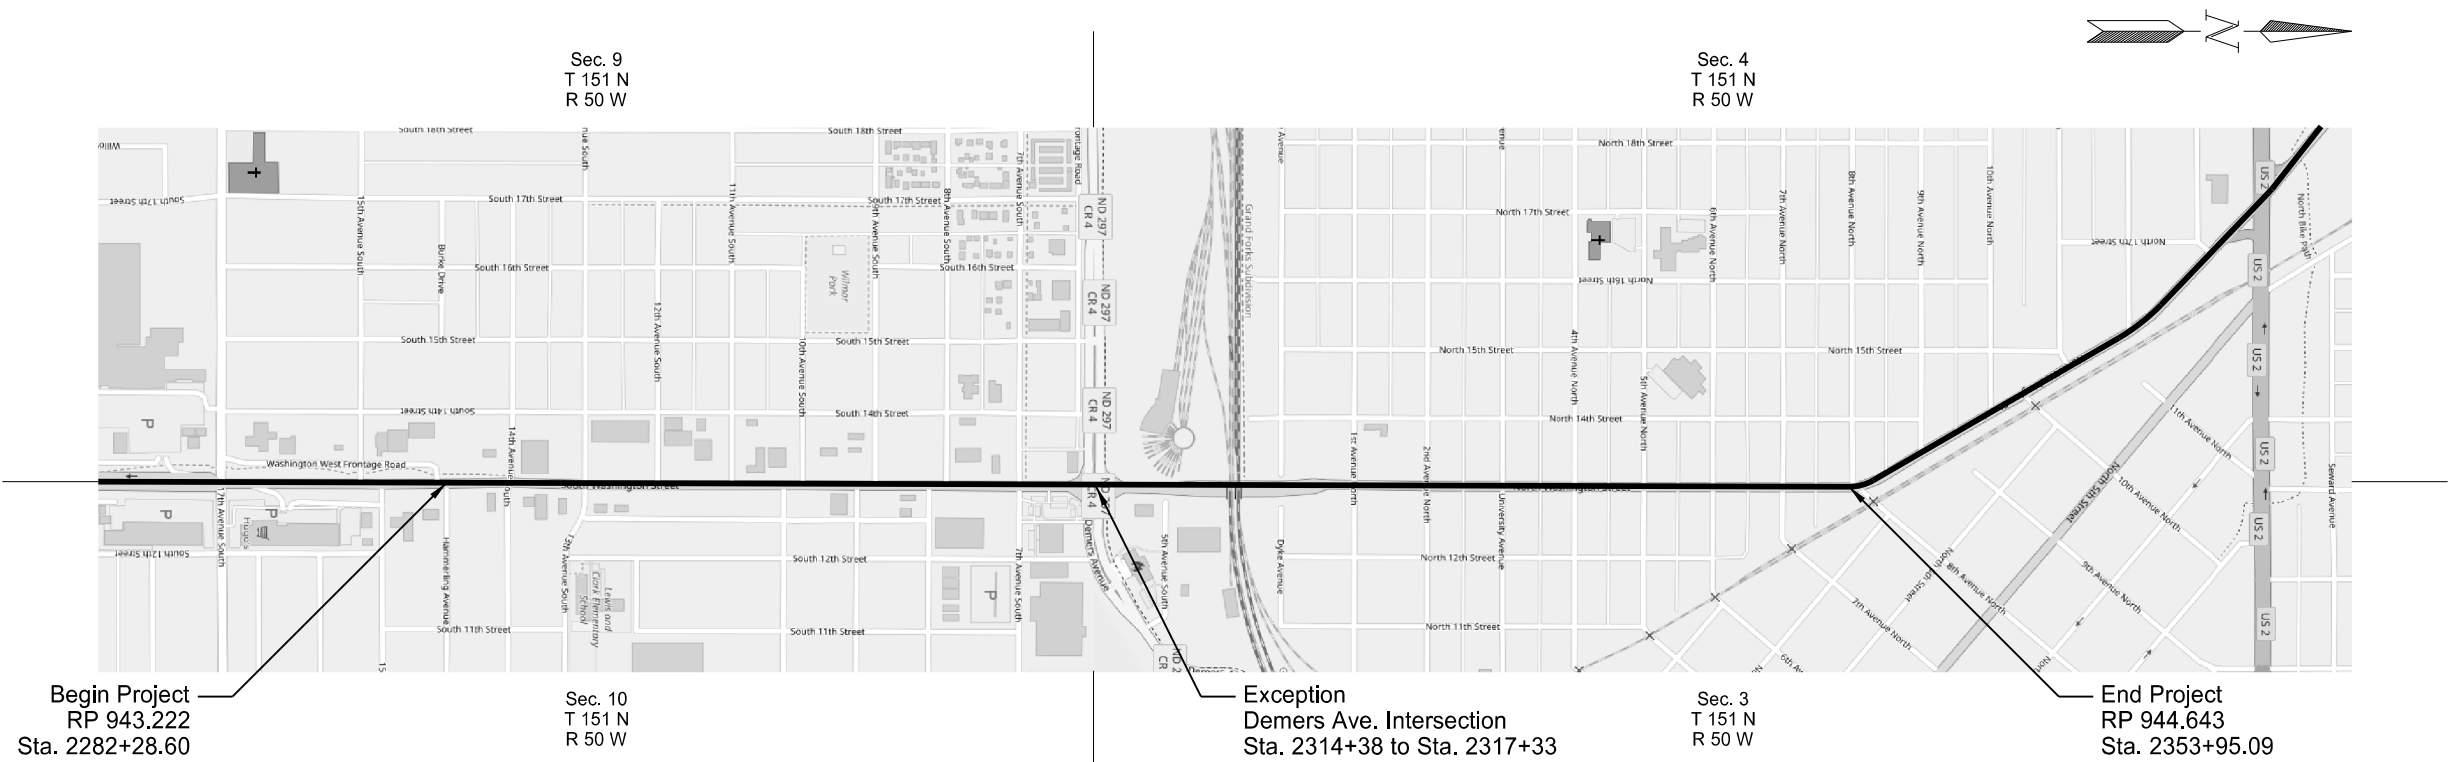 N
Sec. 9
T 151 N
R 50 W
Sec. 4
T 151 N
R 50 W
South 18th Street
South 18th Street
North 18th Street
South 17th Street
South 17th Street
South 17th Street
North 17th Street
North 17th Street
South 16th Street
South 16th Street
North 16th Street
South 15th Street
South 15th Street
North 15th Street
North 15th Street
South 14th Street
South 14th Street
North 14th Street
Washington West Frontage Road
South Washington Street
North Washington Street
15th Avenue South
Burke Drive
14th Avenue South
12th Avenue South
11th Avenue South
10th Avenue South
9th Avenue South
8th Avenue South
7th Avenue South
Wilmar
Park
ND 297
CR 4
ND 297
CR 4
ND 297
CR 4
Grand Forks Subdivision
1st Avenue North
2nd Avenue North
4th Avenue North
5th Avenue North
6th Avenue North
7th Avenue North
8th Avenue North
9th Avenue North
10th Avenue North
US 2
US 2
US 2
US 2
US 2
US 2
North Bike Path
Seward Avenue
P
P
P
P
Hugo's
17th Avenue South
South 12th Street
Hammerling Avenue
13th Avenue South
Lewis and
Clark Elementary
School
South 12th Street
South 11th Street
South 11th Street
7th Avenue South
Demers Avenue
5th Avenue South
Dyke Avenue
University Avenue
North 12th Street
North 11th Street
11th Avenue North
10th Avenue North
9th Avenue North
8th Avenue North
7th Avenue North
North 5th Street
Begin Project
RP 943.222
Sta. 2282+28.60
Sec. 10
T 151 N
R 50 W
Exception
Demers Ave. Intersection
Sta. 2314+38 to Sta. 2317+33
Sec. 3
T 151 N
R 50 W
End Project
RP 944.643
Sta. 2353+95.09